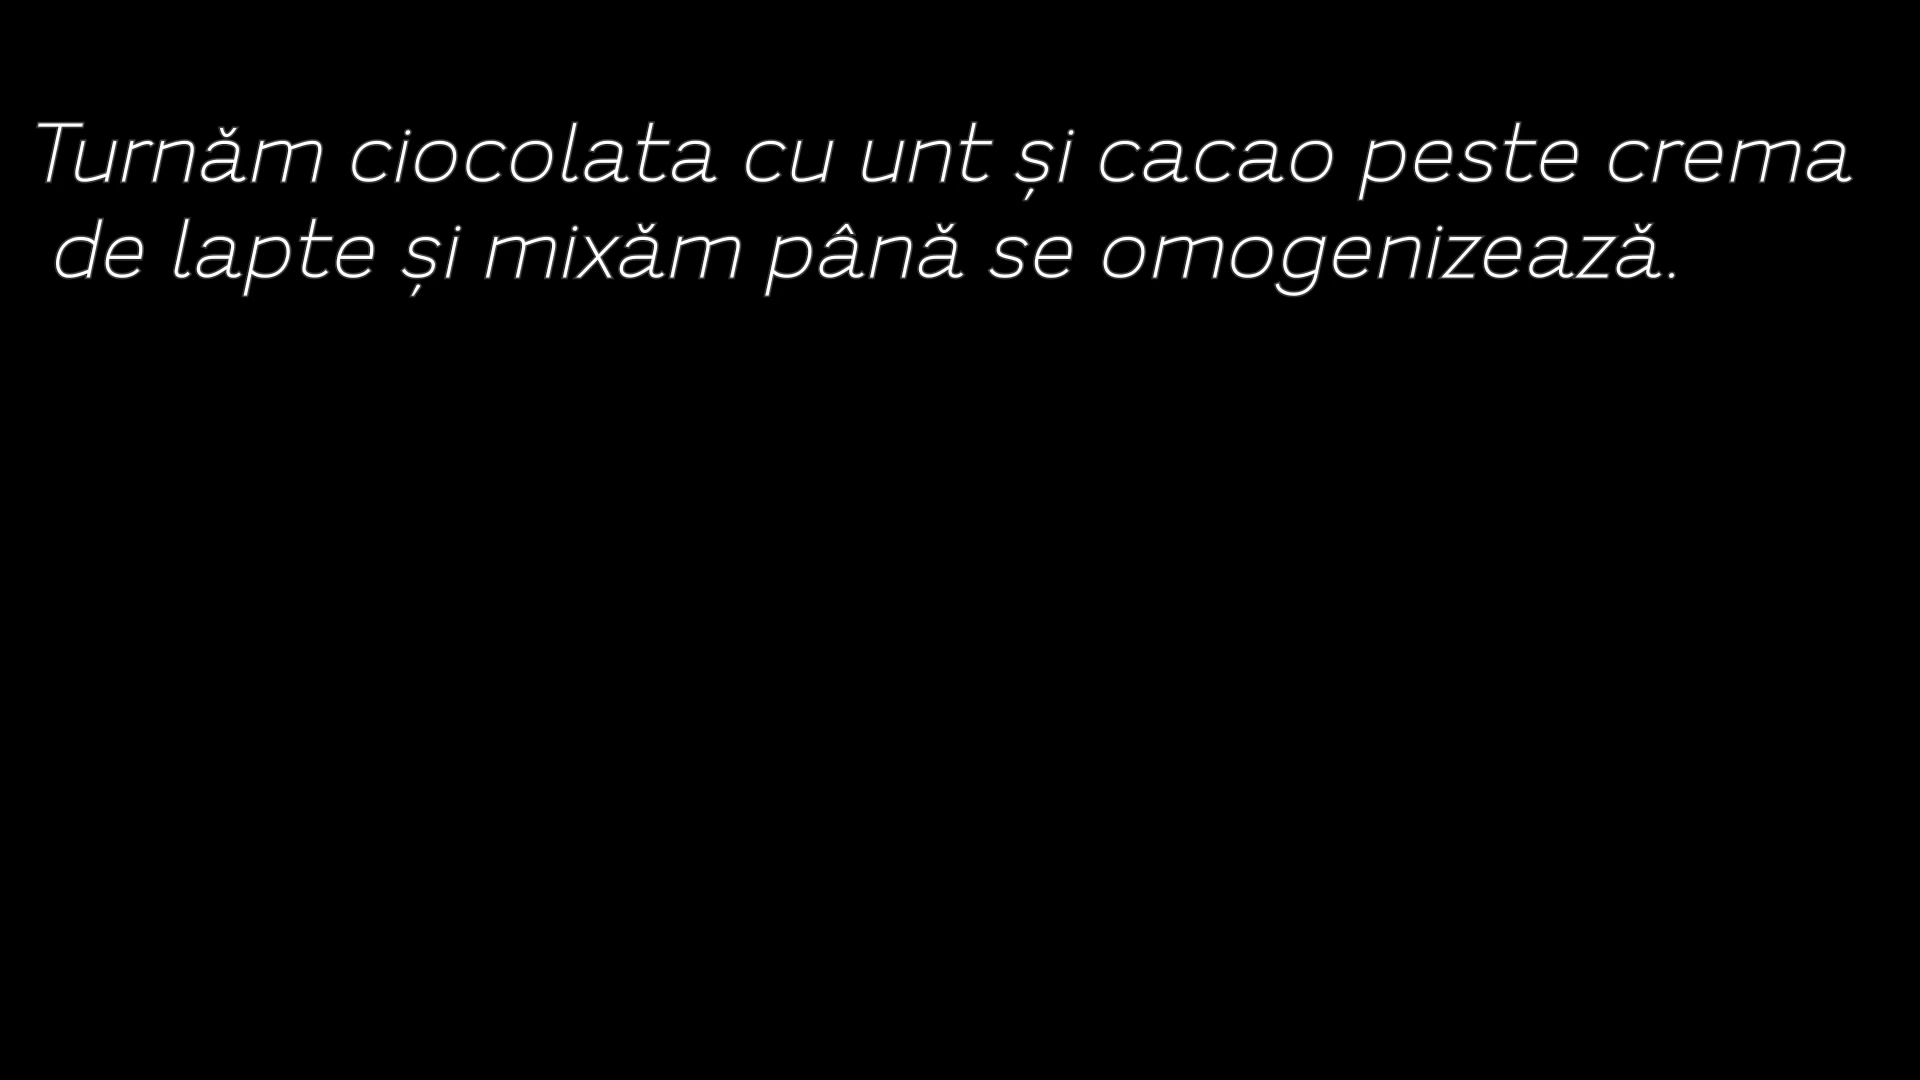 Turnăm ciocolata cu unt și cacao peste crema
de lapte și mixăm până se omogenizează.